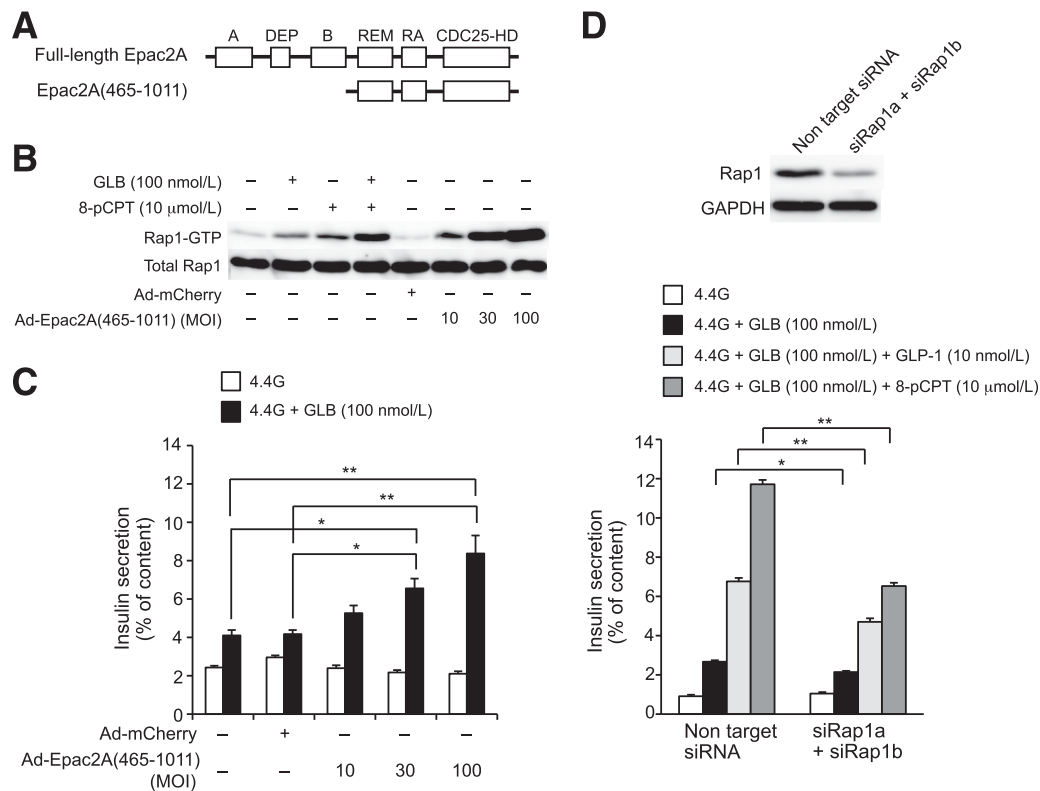 A
A DEP B REM RA CDC25-HD
Full-length Epac2A
Epac2A(465-1011)
B
GLB (100 nmol/L) – + – + – – – –
8-pCPT (10 μmol/L) – – + + – – – –
Rap1-GTP
Total Rap1
Ad-mCherry – – – – + – – –
Ad-Epac2A(465-1011) (MOI) – – – – – 10 30 100
C
4.4G
4.4G + GLB (100 nmol/L)
Insulin secretion
(% of content)
14
12
10
8
6
4
2
0
**
**
*
*
Ad-mCherry – + – – –
Ad-Epac2A(465-1011)
(MOI) – – 10 30 100
D
Non target siRNA
siRap1a + siRap1b
Rap1
GAPDH
4.4G
4.4G + GLB (100 nmol/L)
4.4G + GLB (100 nmol/L) + GLP-1 (10 nmol/L)
4.4G + GLB (100 nmol/L) + 8-pCPT (10 μmol/L)
Insulin secretion
(% of content)
14
12
10
8
6
4
2
0
**
**
*
Non target
siRNA
siRap1a
+ siRap1b